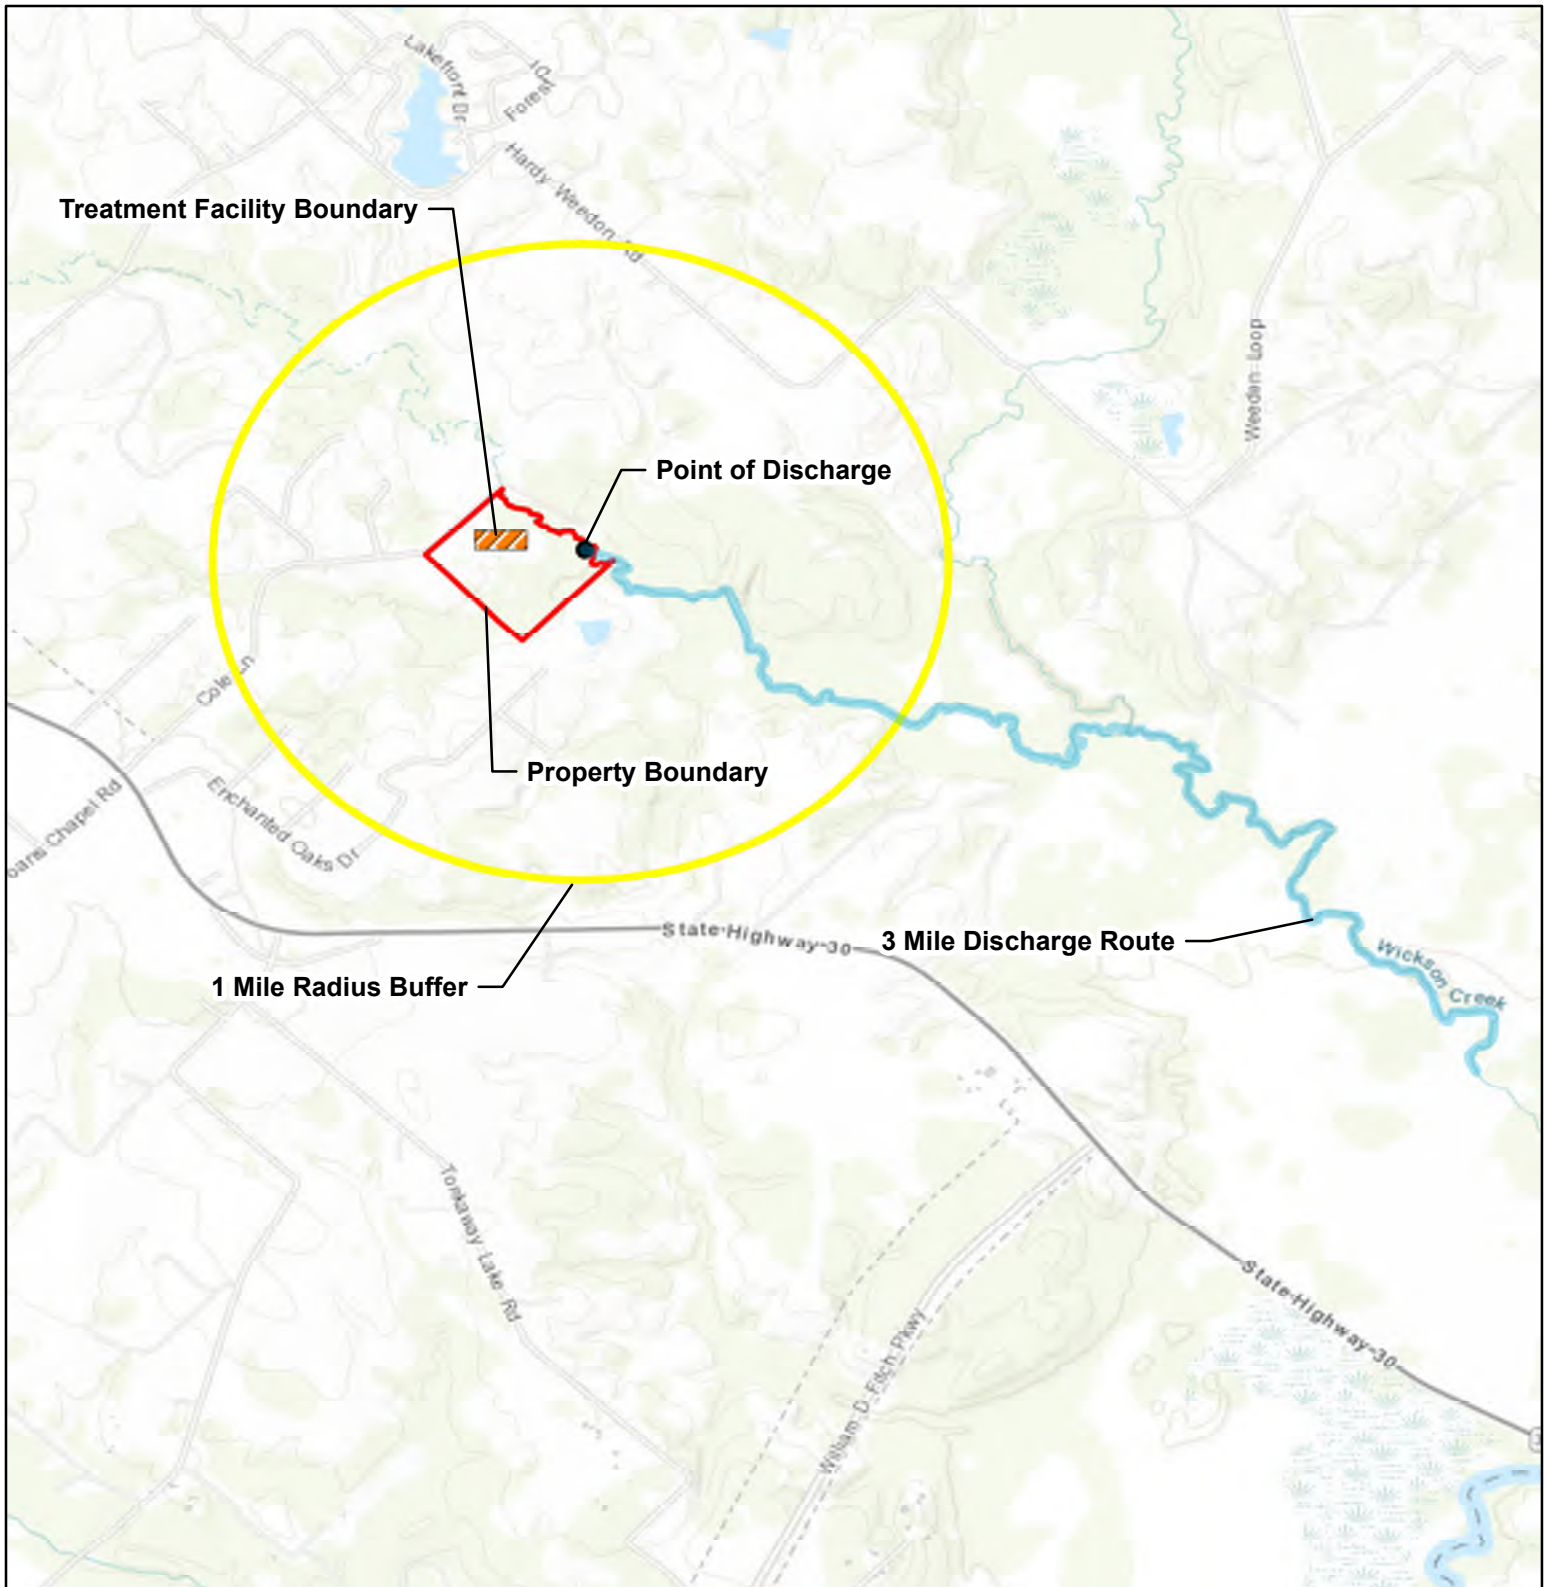 Lakefront Dr
Forest
Hardy Weedon Rd
Treatment Facility Boundary
Weedon Loop
Point of Discharge
Cole Ln
Property Boundary
Enchanted Oaks Dr
Chapel Rd
State Highway 30
3 Mile Discharge Route
Wickson Creek
1 Mile Radius Buffer
Tonkaway Lake Rd
State Highway 30
William D Fitch Pkwy